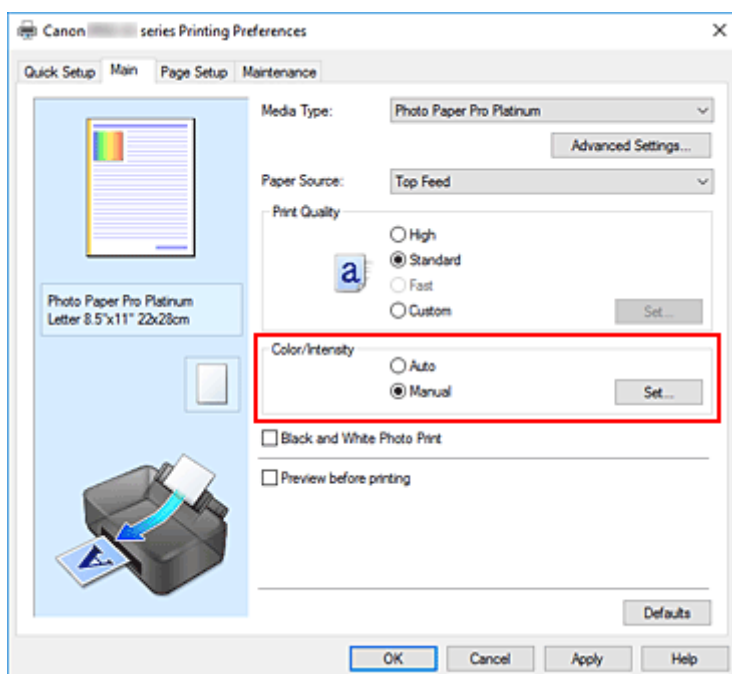 Canon series Printing Preferences
Quick Setup Main Page Setup Maintenance
Media Type: Photo Paper Pro Platinum
Advanced Settings...
Paper Source: Top Feed
Print Quality
High
Standard
Fast
Custom Set...
Photo Paper Pro Platinum
Letter 8.5"x11" 22x28cm
Color/Intensity
Auto
Manual Set...
Black and White Photo Print
Preview before printing
Defaults
OK Cancel Apply Help